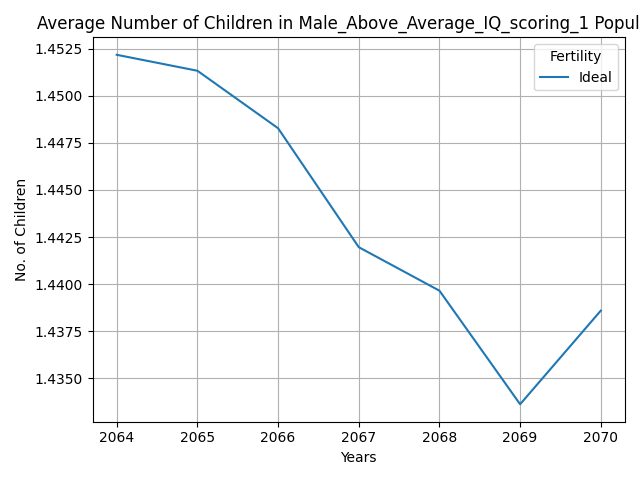 Average Number of Children in Male_Above_Average_IQ_scoring_1 Popul
1.4525
1.4500
1.4475
1.4450
1.4425
1.4400
1.4375
1.4350
No. of Children
Fertility
Ideal
2064 2065 2066 2067 2068 2069 2070
Years